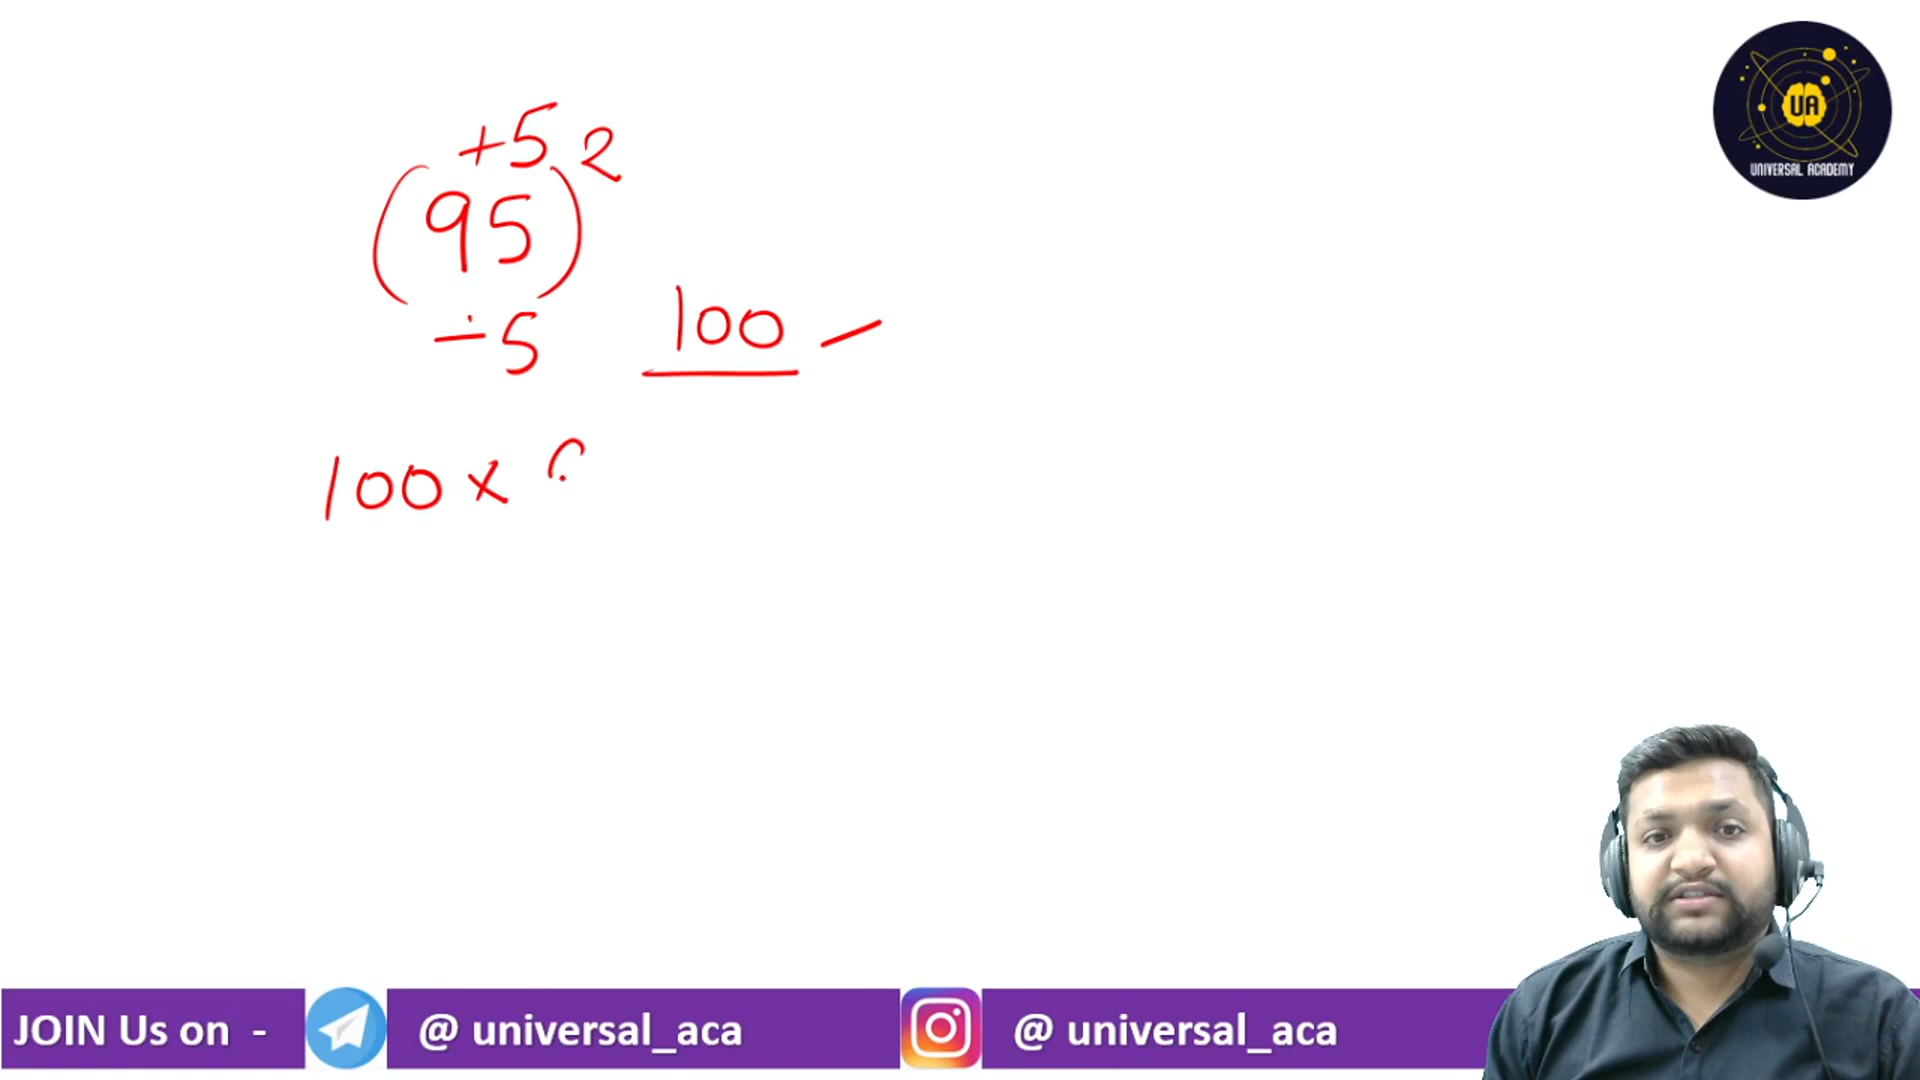 +5
(95)2
-5
100 -
100 x
UA
UNIVERSAL ACADEMY
JOIN Us on - @ universal_aca @ universal_aca